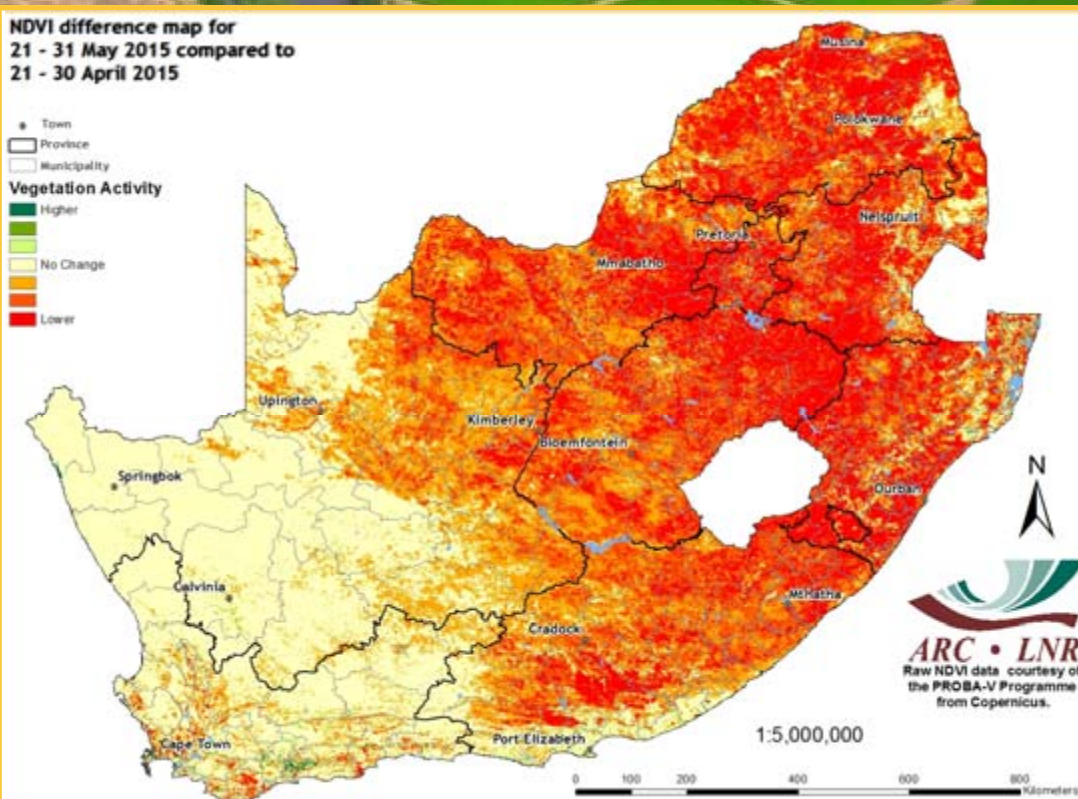 NDVI difference map for
21 - 31 May 2015 compared to
21 - 30 April 2015
Town
Province
Municipality
Vegetation Activity
Higher
No Change
Lower
Musina
Polokwane
Nelspruit
Pretoria
Mmabatho
Upington
Kimberley
Bloemfontein
Springbok
Durban
N
Calvinia
Mthatha
Cradock
ARC • LNR
Raw NDVI data courtesy of
the PROBA-V Programme
from Copernicus.
Cape Town
Port Elizabeth
1:5,000,000
0 100 200 400 600 800
Kilometers